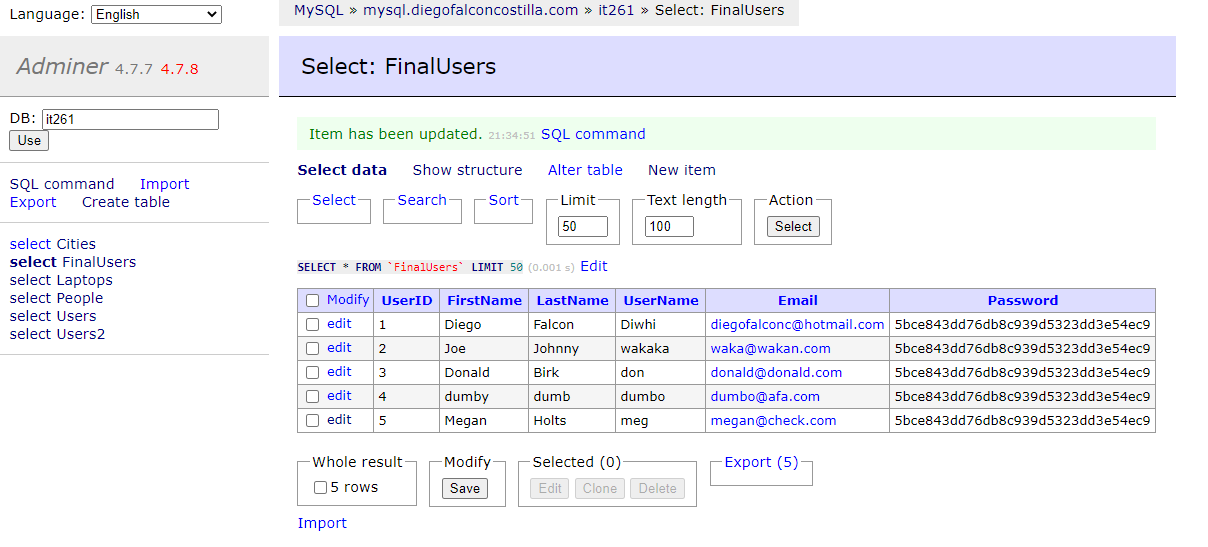 Language: English
MySQL » mysql.diegofalconcostilla.com » it261 » Select: FinalUsers
Adminer 4.7.7 4.7.8
Select: FinalUsers
DB: it261
Use
Item has been updated. 21:34:51 SQL command
SQL command Import
Export Create table
select Cities
select FinalUsers
select Laptops
select People
select Users
select Users2
Select data Show structure Alter table New item
Select Search Sort Limit Text length Action
50 100 Select
SELECT * FROM `FinalUsers` LIMIT 50 (0.001 s) Edit
Modify UserID FirstName LastName UserName Email Password
edit 1 Diego Falcon Diwhi diegofalconc@hotmail.com 5bce843dd76db8c939d5323dd3e54ec9
edit 2 Joe Johnny wakaka waka@wakan.com 5bce843dd76db8c939d5323dd3e54ec9
edit 3 Donald Birk don donald@donald.com 5bce843dd76db8c939d5323dd3e54ec9
edit 4 dumby dumb dumbo dumbo@afa.com 5bce843dd76db8c939d5323dd3e54ec9
edit 5 Megan Holts meg megan@check.com 5bce843dd76db8c939d5323dd3e54ec9
Whole result Modify Selected (0) Export (5)
5 rows Save Edit Clone Delete
Import